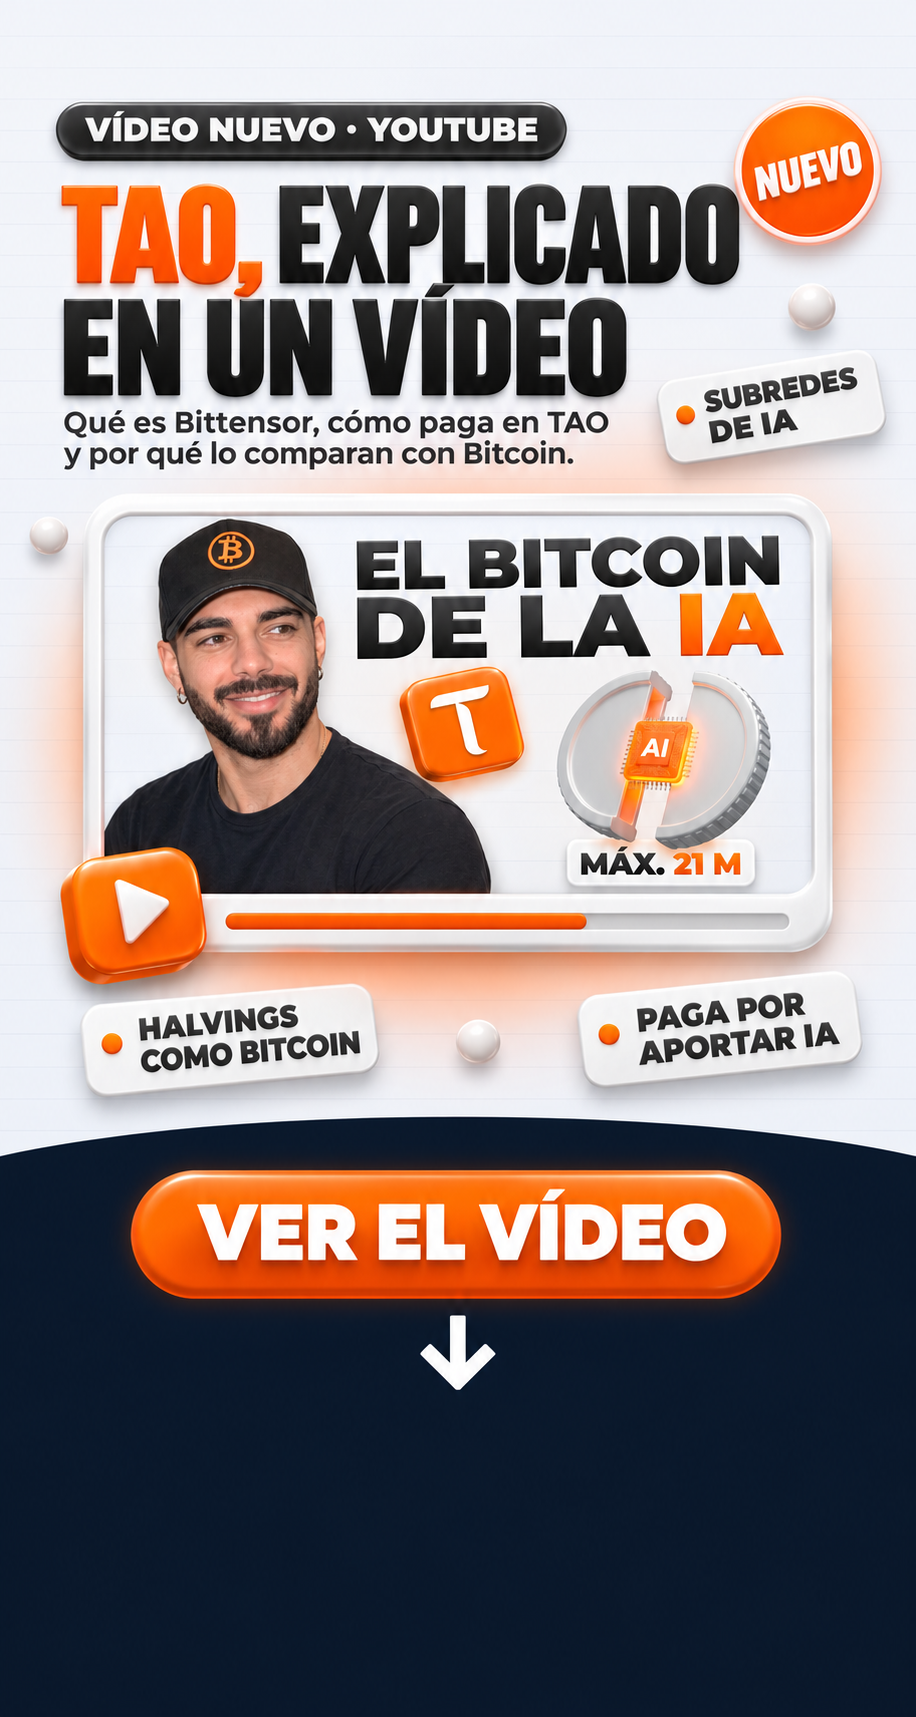 VÍDEO NUEVO • YOUTUBE
NUEVO
TAO, EXPLICADO
EN UN VÍDEO
Qué es Bittensor, cómo paga en TAO
y por qué lo comparan con Bitcoin.
SUBREDES
DE IA
EL BITCOIN
DE LA IA
AI
MÁX. 21 M
HALVINGS
COMO BITCOIN
PAGA POR
APORTAR IA
VER EL VÍDEO